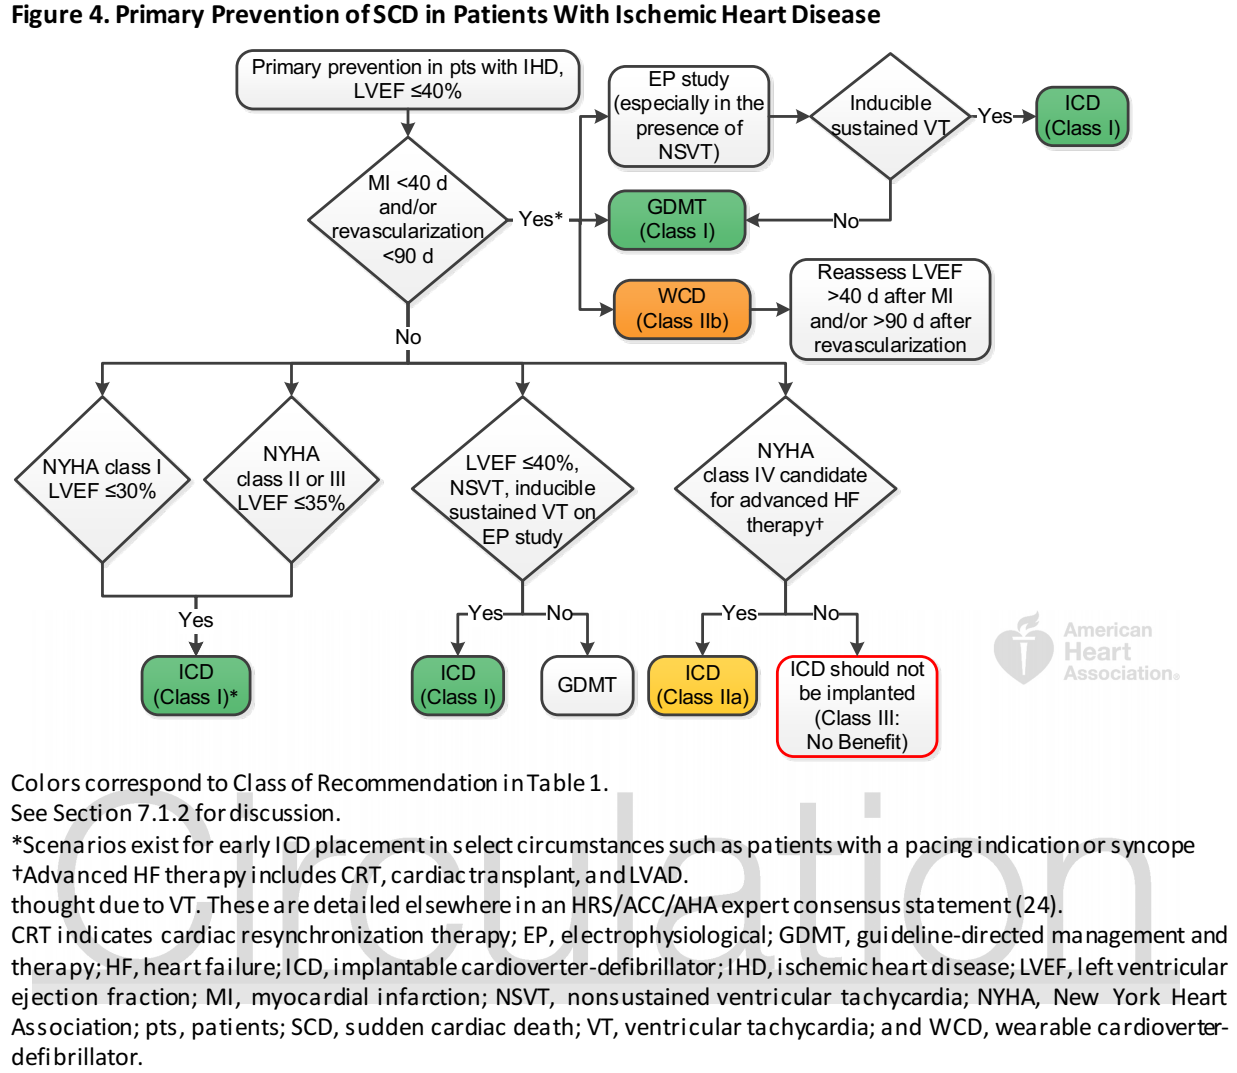 Figure 4. Primary Prevention of SCD in Patients With Ischemic Heart Disease
Primary prevention in pts with IHD,
LVEF ≤40%
EP study
(especially in the
presence of
NSVT)
Inducible
sustained VT
Yes
ICD
(Class I)
MI <40 d
and/or
revascularization
<90 d
Yes*
GDMT
(Class I)
No
WCD
(Class IIb)
Reassess LVEF
>40 d after MI
and/or >90 d after
revascularization
No
NYHA class I
LVEF ≤30%
NYHA
class II or III
LVEF ≤35%
LVEF ≤40%,
NSVT, inducible
sustained VT on
EP study
NYHA
class IV candidate
for advanced HF
therapy†
Yes
Yes
No
Yes
No
ICD
(Class I)*
ICD
(Class I)
GDMT
ICD
(Class IIa)
ICD should not
be implanted
(Class III:
No Benefit)
American
Heart
Association®
Colors correspond to Class of Recommendation in Table 1.
See Section 7.1.2 for discussion.
*Scenarios exist for early ICD placement in select circumstances such as patients with a pacing indication or syncope
†Advanced HF therapy includes CRT, cardiac transplant, and LVAD.
thought due to VT. These are detailed elsewhere in an HRS/ACC/AHA expert consensus statement (24).
CRT indicates cardiac resynchronization therapy; EP, electrophysiological; GDMT, guideline-directed management and
therapy; HF, heart failure; ICD, implantable cardioverter-defibrillator; IHD, ischemic heart disease; LVEF, left ventricular
ejection fraction; MI, myocardial infarction; NSVT, nonsustained ventricular tachycardia; NYHA, New York Heart
Association; pts, patients; SCD, sudden cardiac death; VT, ventricular tachycardia; and WCD, wearable cardioverter-
defibrillator.
Circulation